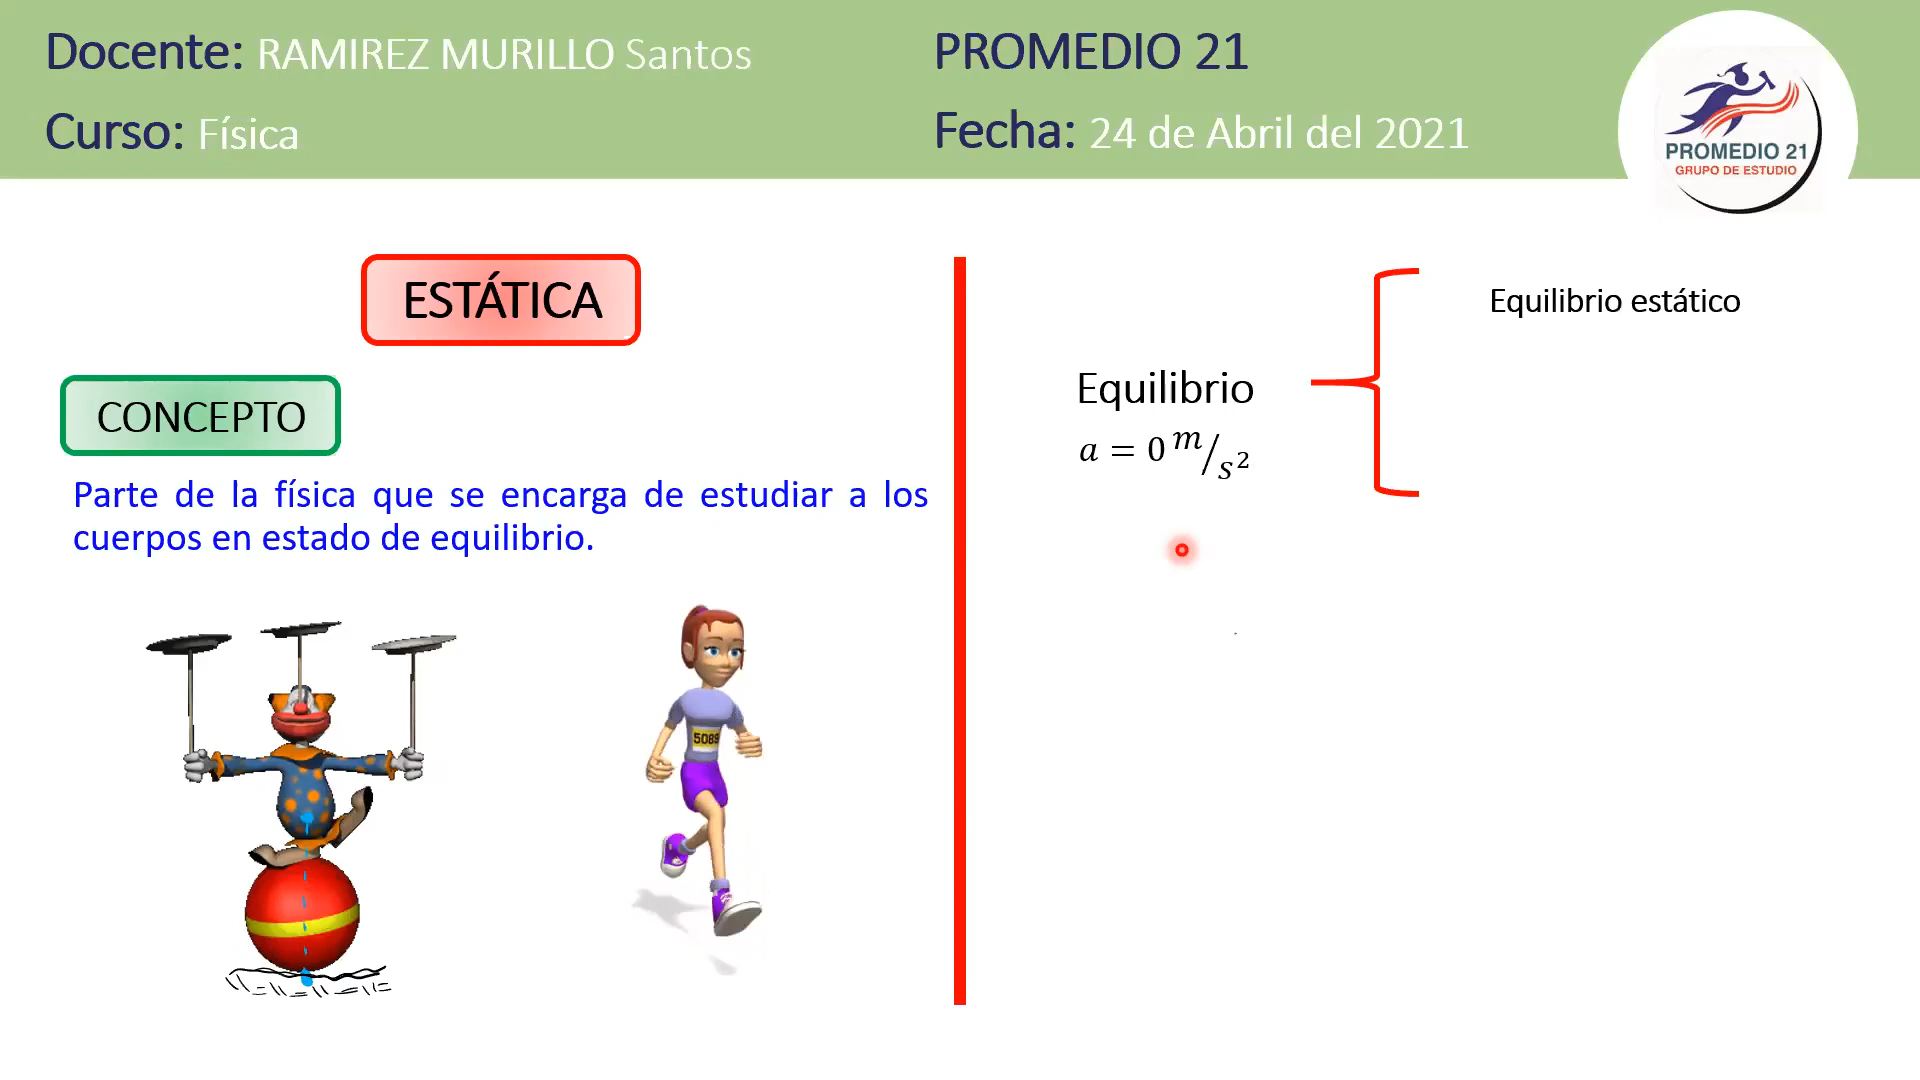 Docente: RAMIREZ MURILLO Santos
PROMEDIO 21
Curso: Física
Fecha: 24 de Abril del 2021
PROMEDIO 21
GRUPO DE ESTUDIO
ESTÁTICA
CONCEPTO
Parte de la física que se encarga de estudiar a los
cuerpos en estado de equilibrio.
5089
Equilibrio estático
Equilibrio
a = 0 m/s²